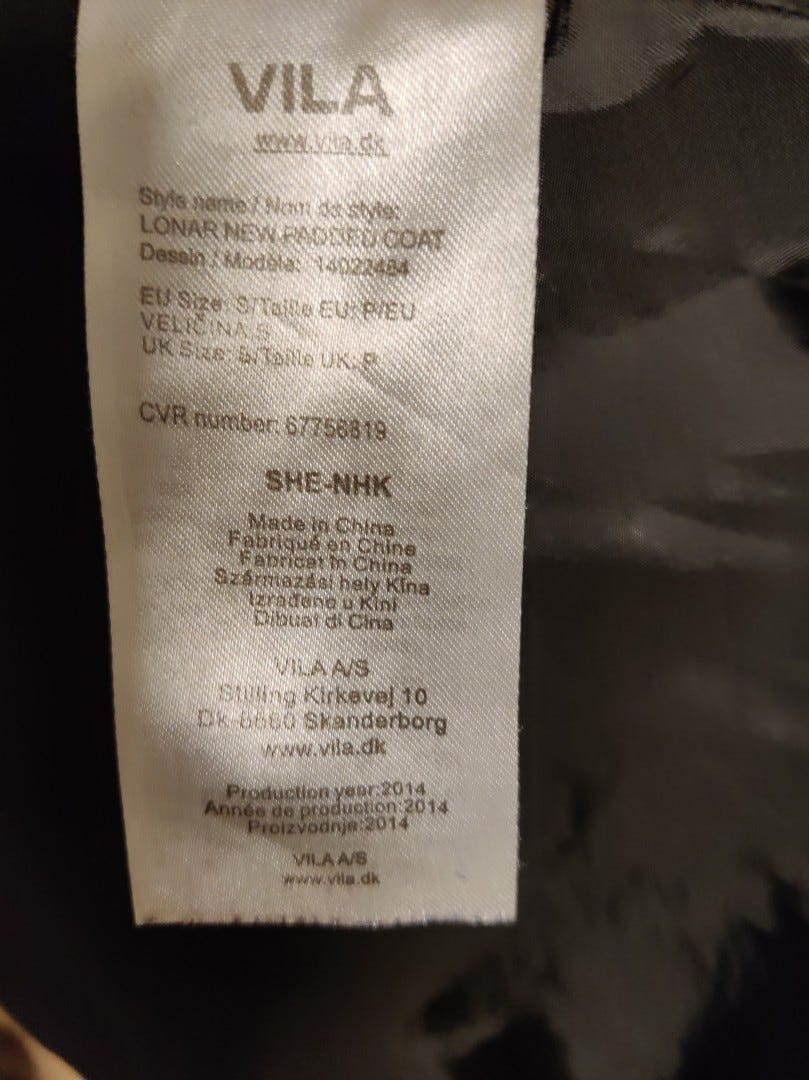 VILA
www.vila.dk
Style name / Nom de style:
LONAR NEW PADDED COAT
Dessin / Modèle: 14022484
EU Size: S/Taille EU: P/EU
VELIČINA S
UK Size: S/Taille UK: P
CVR number: 67756819
SHE-NHK
Made in China
Fabriqué en Chine
Fabricat în China
Származási hely Kína
Izrađeno u Kini
Dibuat di Cina
VILA A/S
Stilling Kirkevej 10
Dk-8660 Skanderborg
www.vila.dk
Production year:2014
Année de production:2014
Proizvodnje:2014
VILA A/S
www.vila.dk